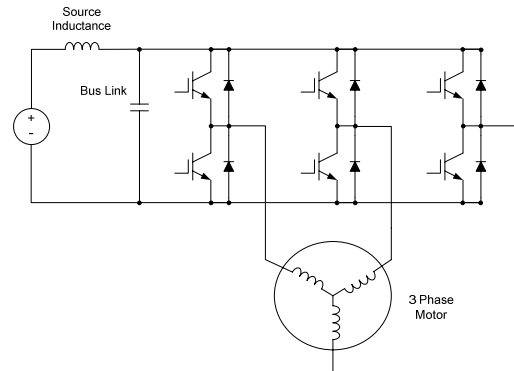 Source
Inductance
Bus Link
+
-
3 Phase
Motor